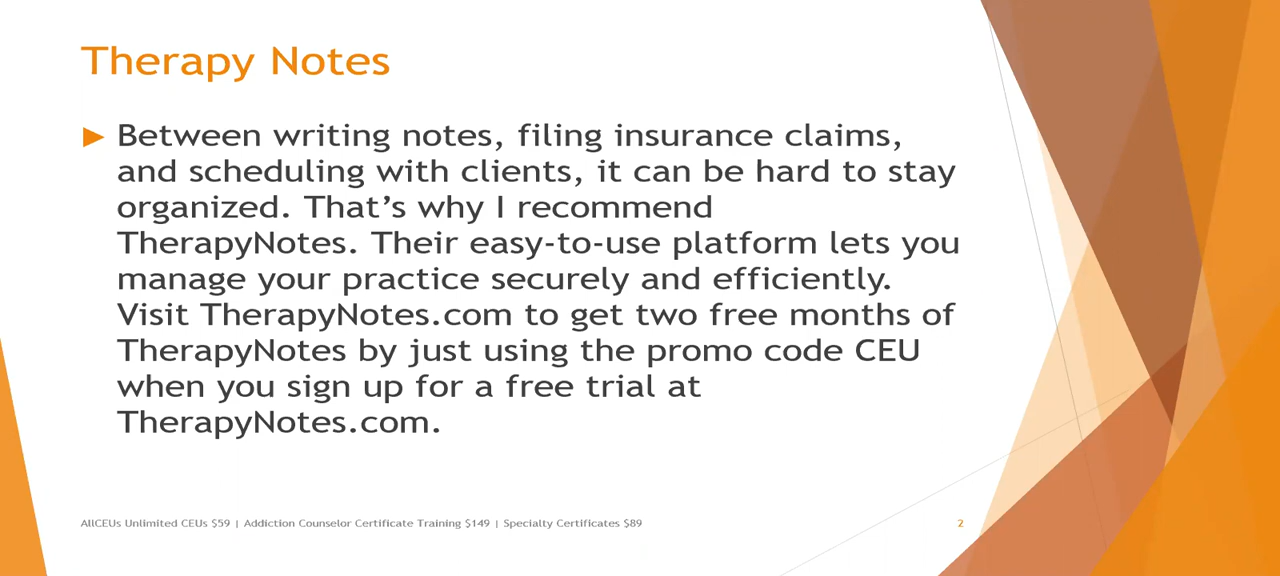 Therapy Notes
Between writing notes, filing insurance claims,
and scheduling with clients, it can be hard to stay
organized. That’s why I recommend
TherapyNotes. Their easy-to-use platform lets you
manage your practice securely and efficiently.
Visit TherapyNotes.com to get two free months of
TherapyNotes by just using the promo code CEU
when you sign up for a free trial at
TherapyNotes.com.
AllCEUs Unlimited CEUs $59 | Addiction Counselor Certificate Training $149 | Specialty Certificates $89
2